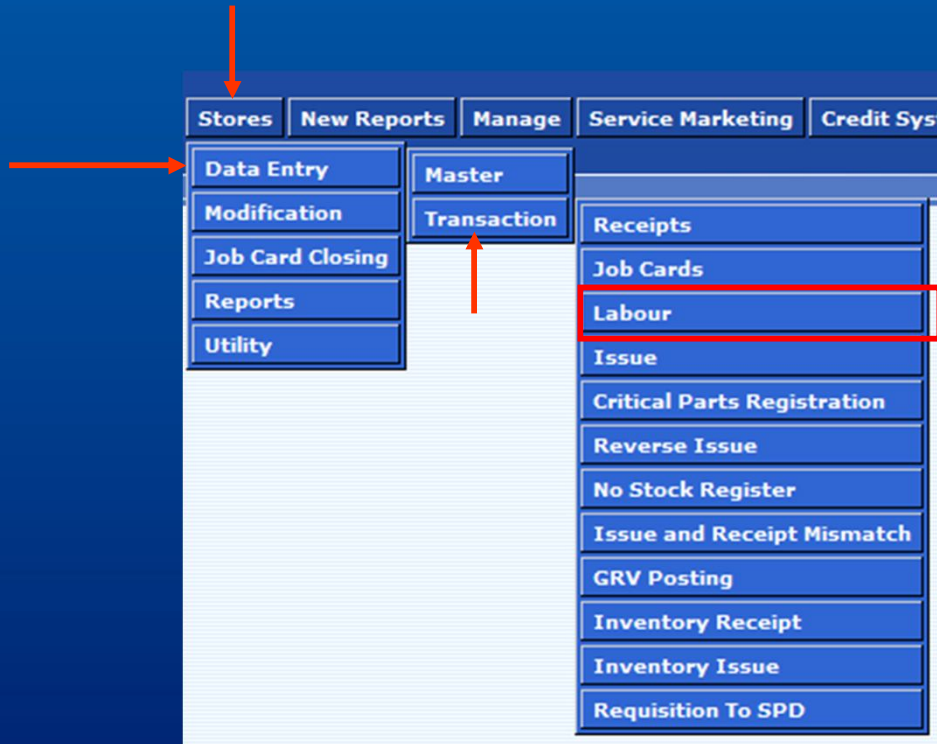 Stores New Reports Manage Service Marketing Credit Sys
Data Entry
Modification
Job Card Closing
Reports
Utility
Master
Transaction
Receipts
Job Cards
Labour
Issue
Critical Parts Registration
Reverse Issue
No Stock Register
Issue and Receipt Mismatch
GRV Posting
Inventory Receipt
Inventory Issue
Requisition To SPD